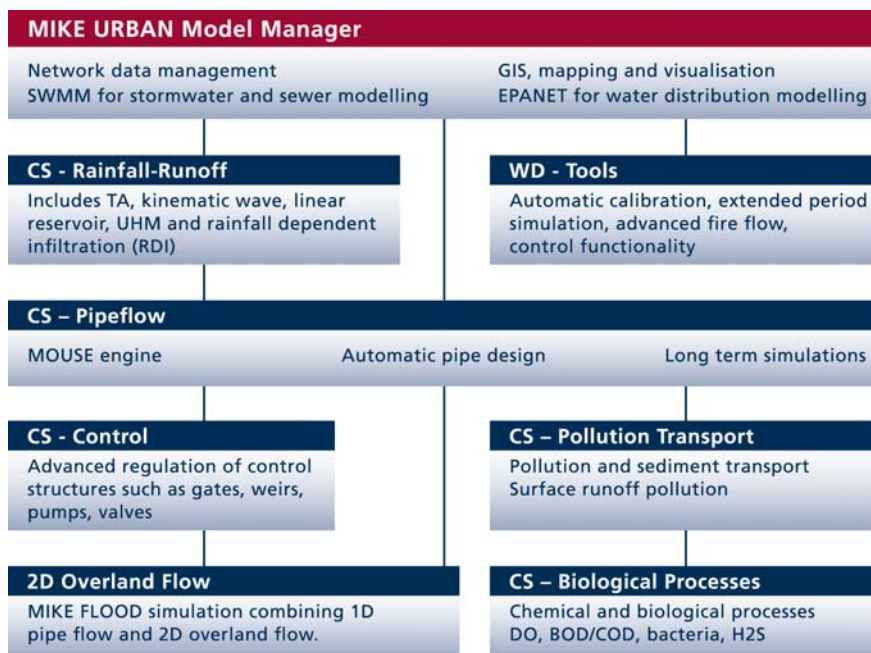 MIKE URBAN Model Manager
Network data management
SWMM for stormwater and sewer modelling
GIS, mapping and visualisation
EPANET for water distribution modelling
CS - Rainfall-Runoff
Includes TA, kinematic wave, linear
reservoir, UHM and rainfall dependent
infiltration (RDI)
WD - Tools
Automatic calibration, extended period
simulation, advanced fire flow,
control functionality
CS – Pipeflow
MOUSE engine
Automatic pipe design
Long term simulations
CS - Control
Advanced regulation of control
structures such as gates, weirs,
pumps, valves
CS – Pollution Transport
Pollution and sediment transport
Surface runoff pollution
2D Overland Flow
MIKE FLOOD simulation combining 1D
pipe flow and 2D overland flow.
CS – Biological Processes
Chemical and biological processes
DO, BOD/COD, bacteria, H2S